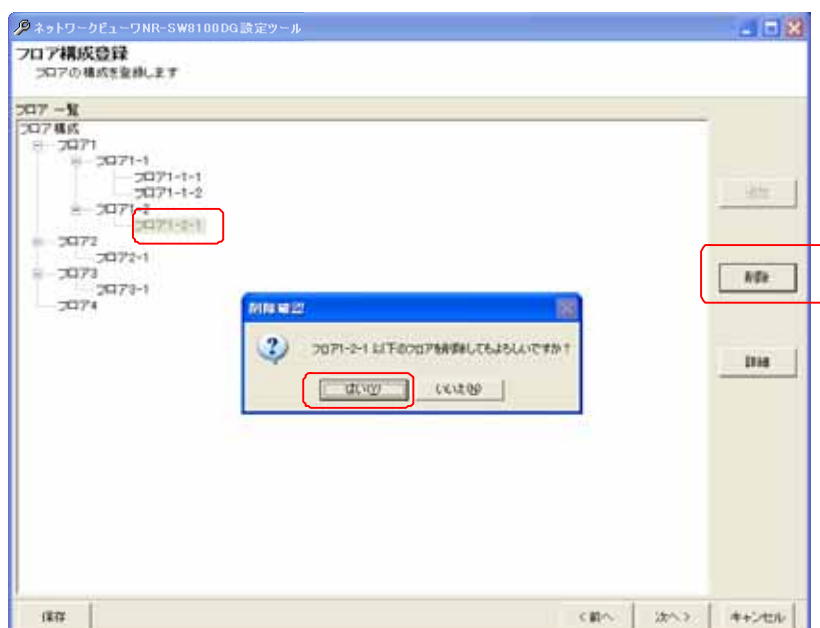 ネットワークビューワNR-SW8100DG設定ツール
フロア構成登録
フロアの構成を登録します
フロア 一覧
フロア構成
フロア1
フロア1-1
フロア1-1-1
フロア1-1-2
フロア1-2
フロア1-2-1
フロア2
フロア2-1
フロア3
フロア3-1
フロア4
追加
削除
詳細
削除確認
フロア1-2-1 以下のフロアを削除してもよろしいですか？
はい(Y)
いいえ(N)
保存
< 前へ
次へ >
キャンセル